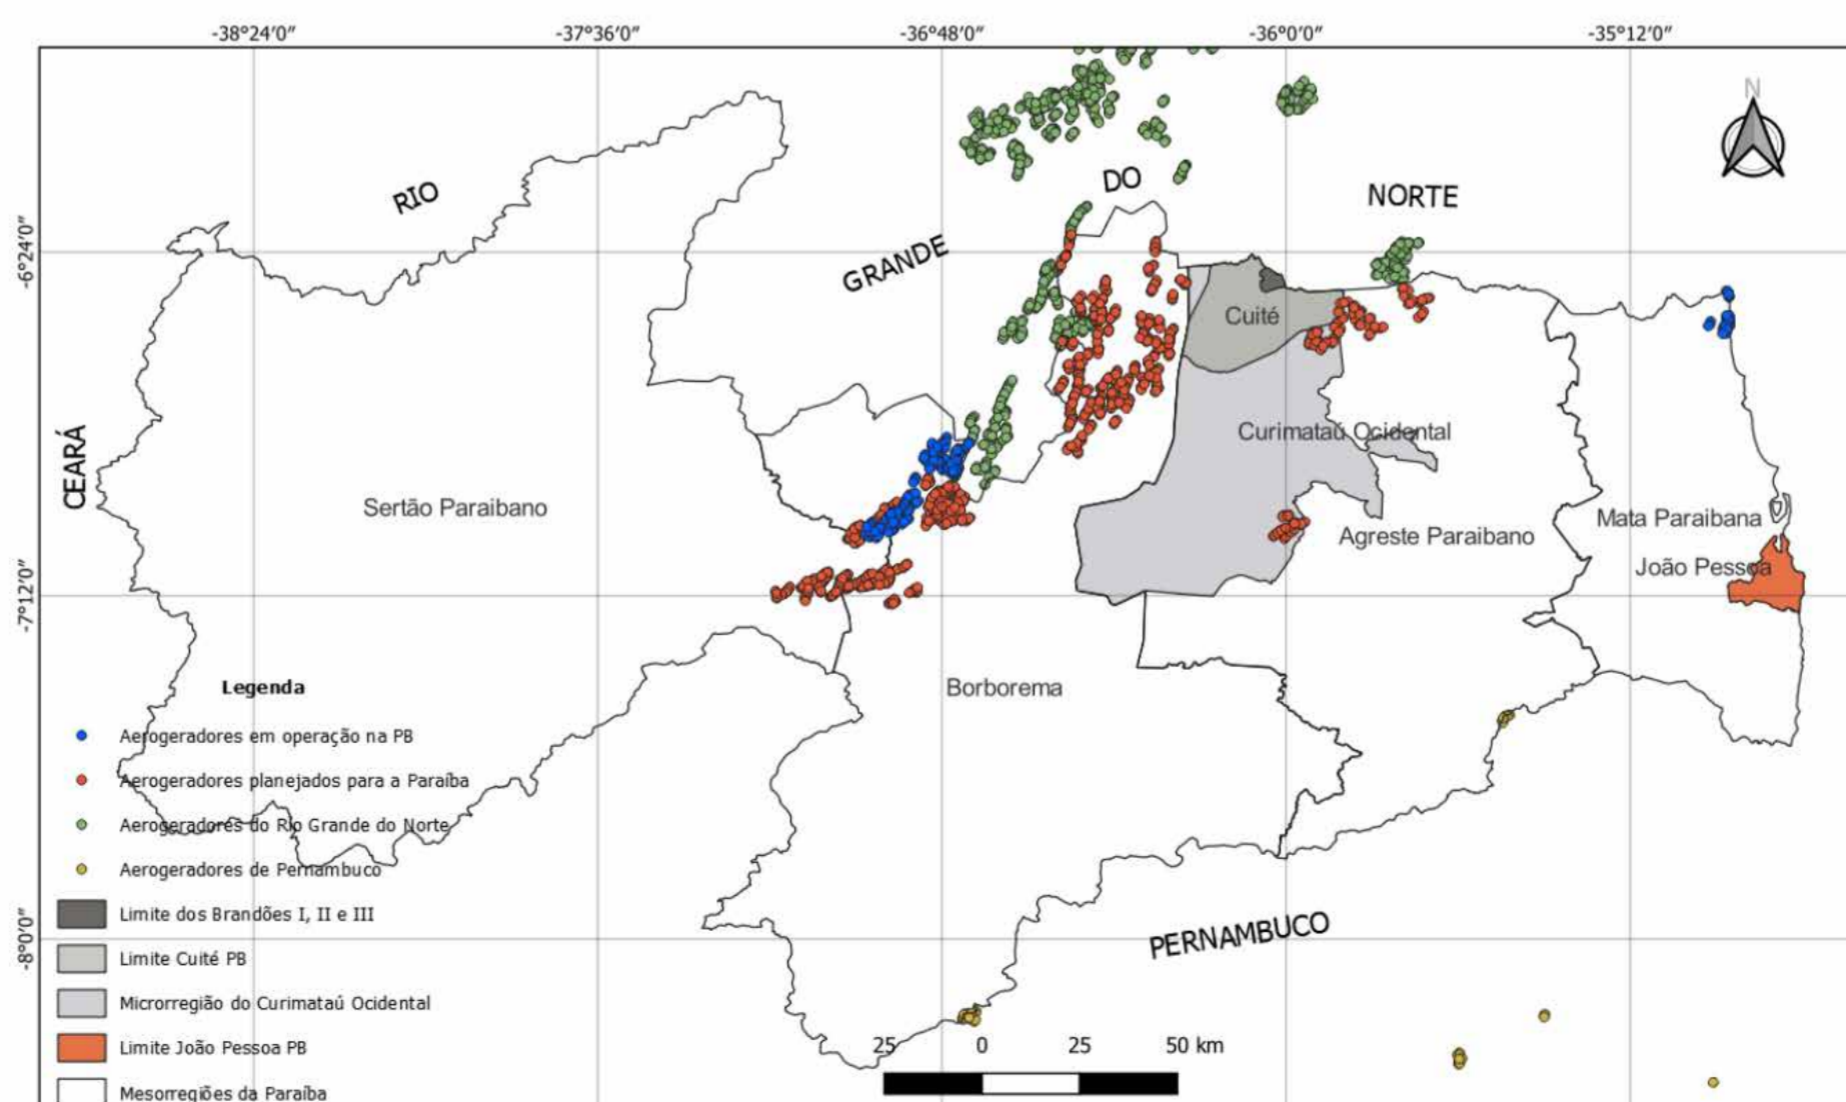 -38°24'0"
-37°36'0"
-36°48'0"
-36°0'0"
-35°12'0"
N
RIO
GRANDE
DO
NORTE
-6°24'0"
Cuité
CEARÁ
Curimataú Ocidental
Sertão Paraibano
Agreste Paraibano
Mata Paraibana
João Pessoa
-7°12'0"
Borborema
Legenda
Aerogeradores em operação na PB
Aerogeradores planejados para a Paraíba
Aerogeradores do Rio Grande do Norte
Aerogeradores de Pernambuco
Limite dos Brandões I, II e III
-8°0'0"
PERNAMBUCO
Limite Cuité PB
Microrregião do Curimataú Ocidental
Limite João Pessoa PB
25 0 25 50 km
Mesorregiões da Paraíba